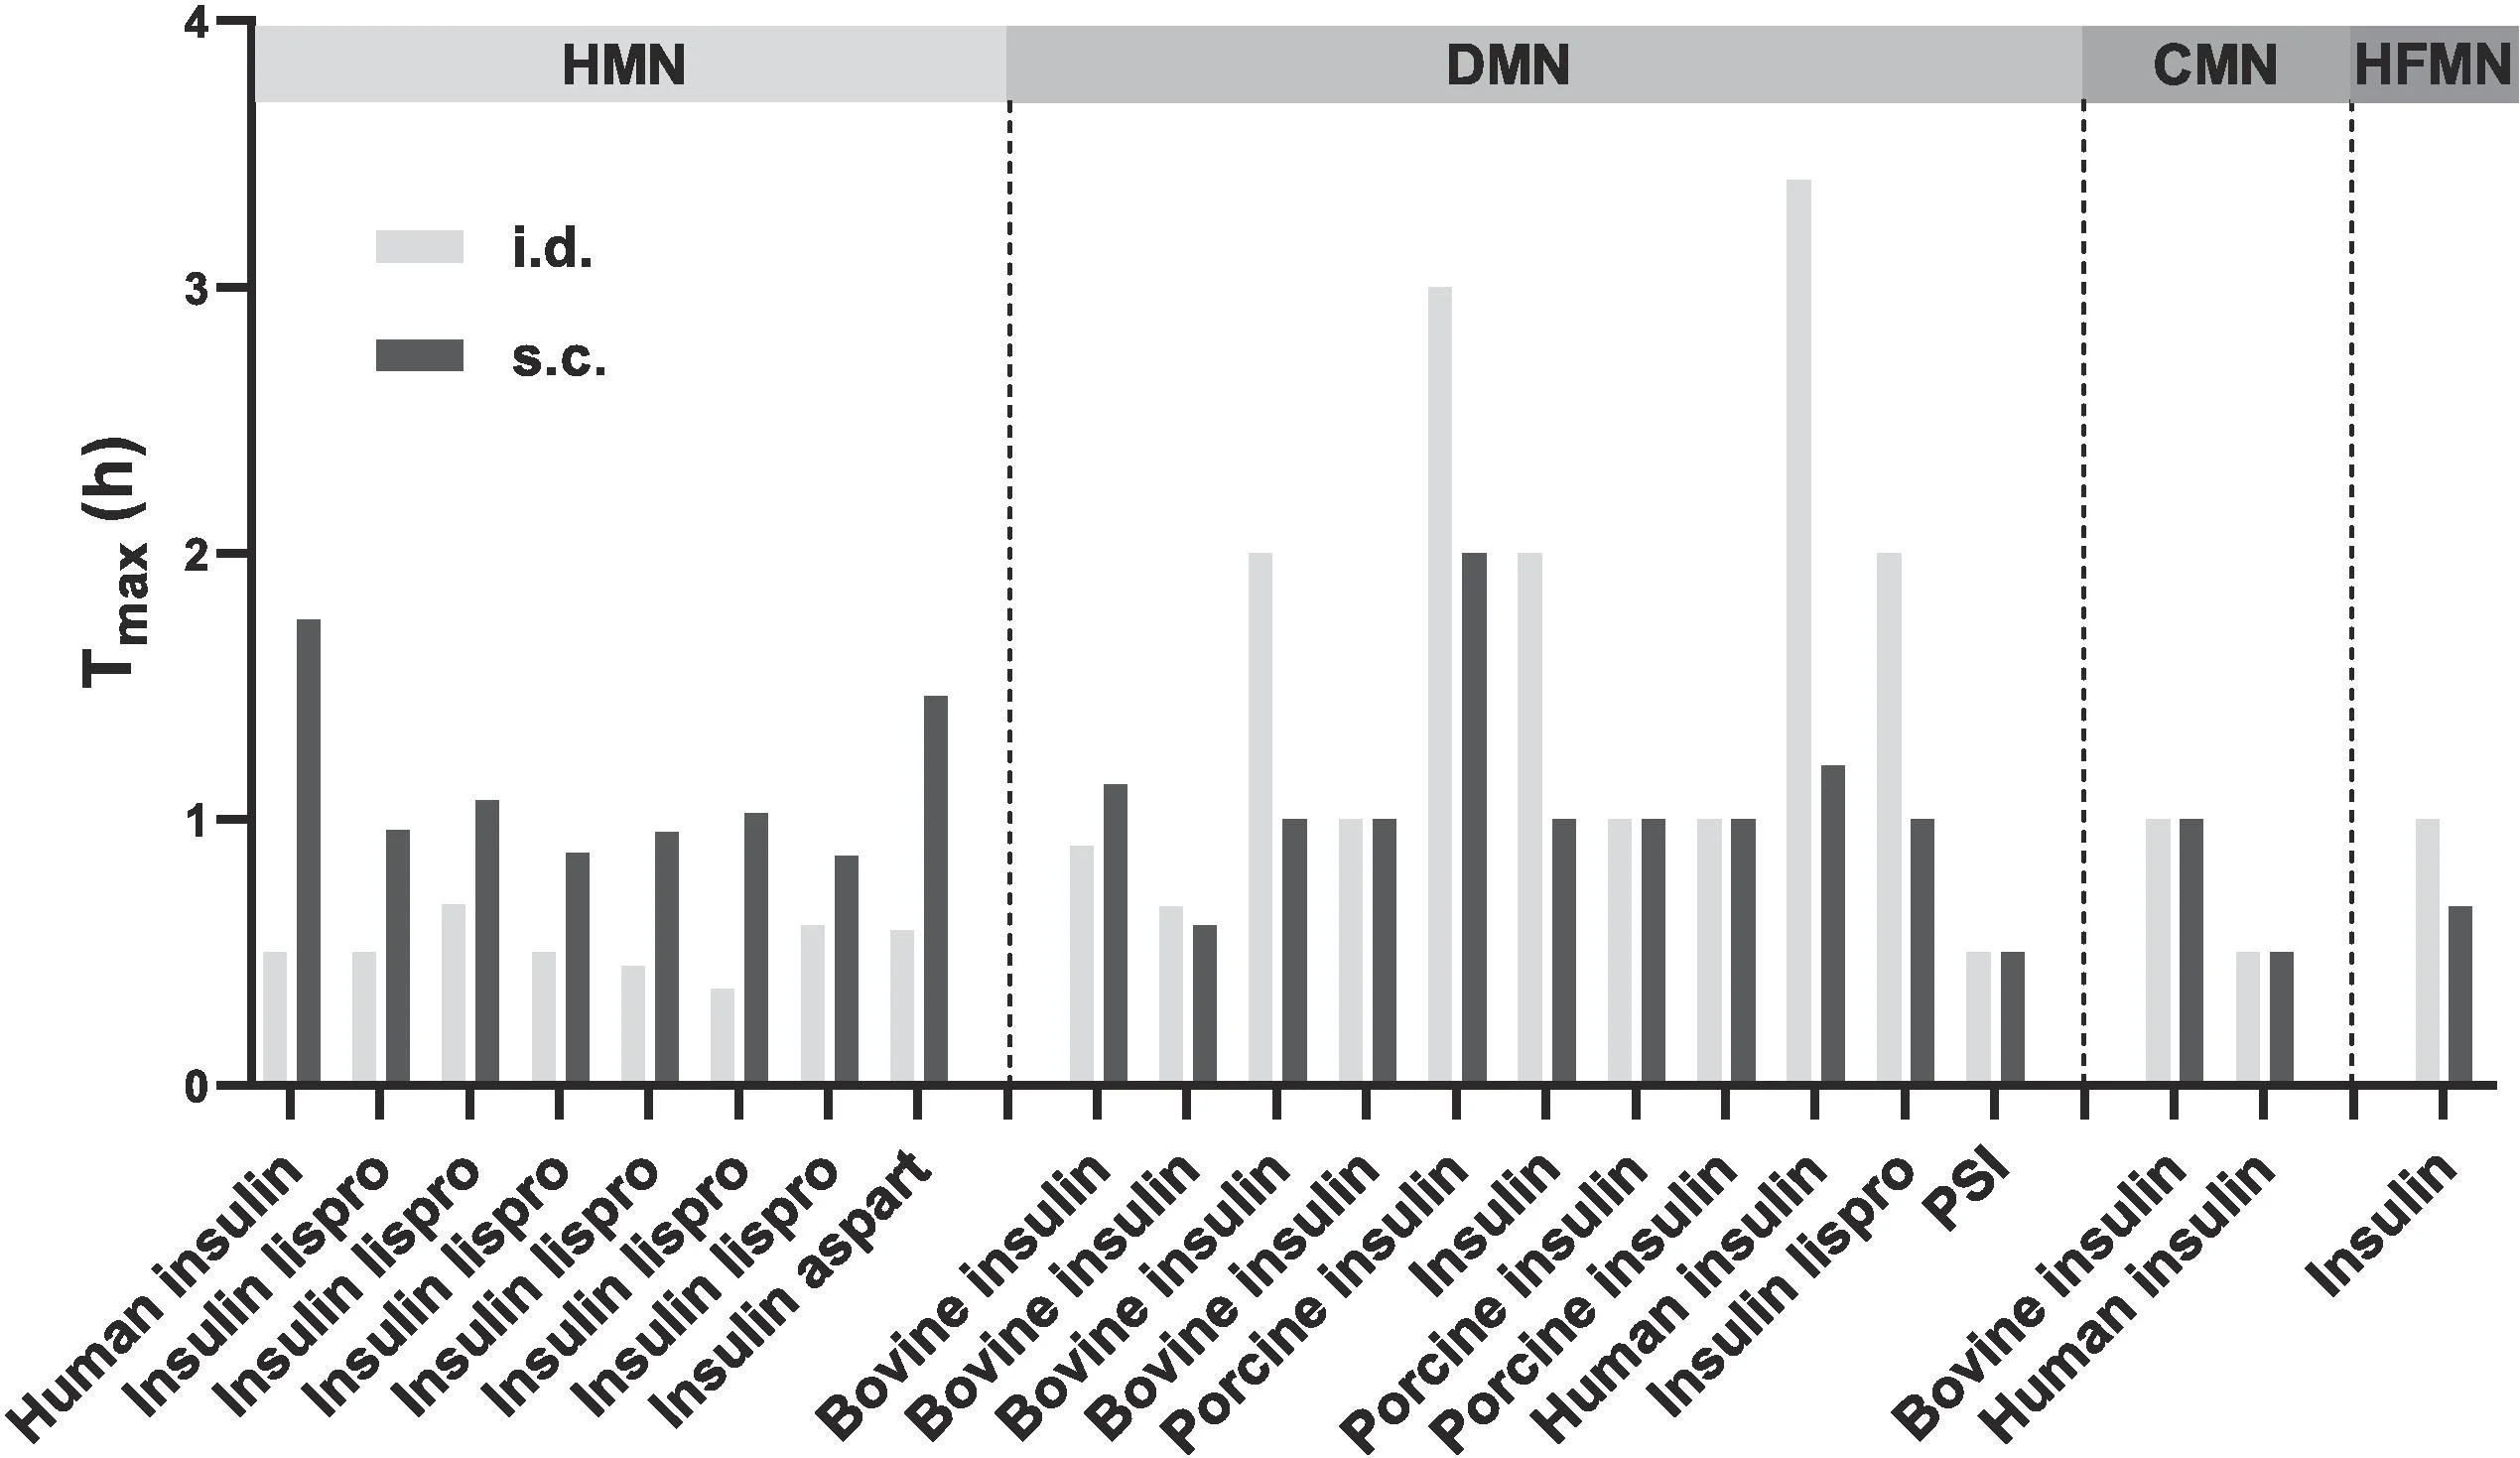 HMN
DMN
CMN
HFMN
i.d.
s.c.
Tmax (h)
4
3
2
1
0
Human insulin
Insulin lispro
Insulin lispro
Insulin lispro
Insulin lispro
Insulin lispro
Insulin lispro
Insulin aspart
Bovine insulin
Bovine insulin
Bovine insulin
Bovine insulin
Porcine insulin
Insulin
Porcine insulin
Porcine insulin
Human insulin
Insulin lispro
PSI
Bovine insulin
Human insulin
Insulin